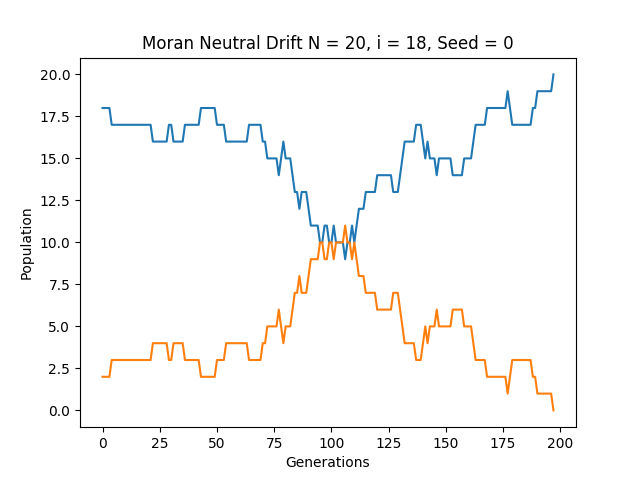 Moran Neutral Drift N = 20, i = 18, Seed = 0
20.0
17.5
15.0
12.5
10.0
7.5
5.0
2.5
0.0
Population
0 25 50 75 100 125 150 175 200
Generations